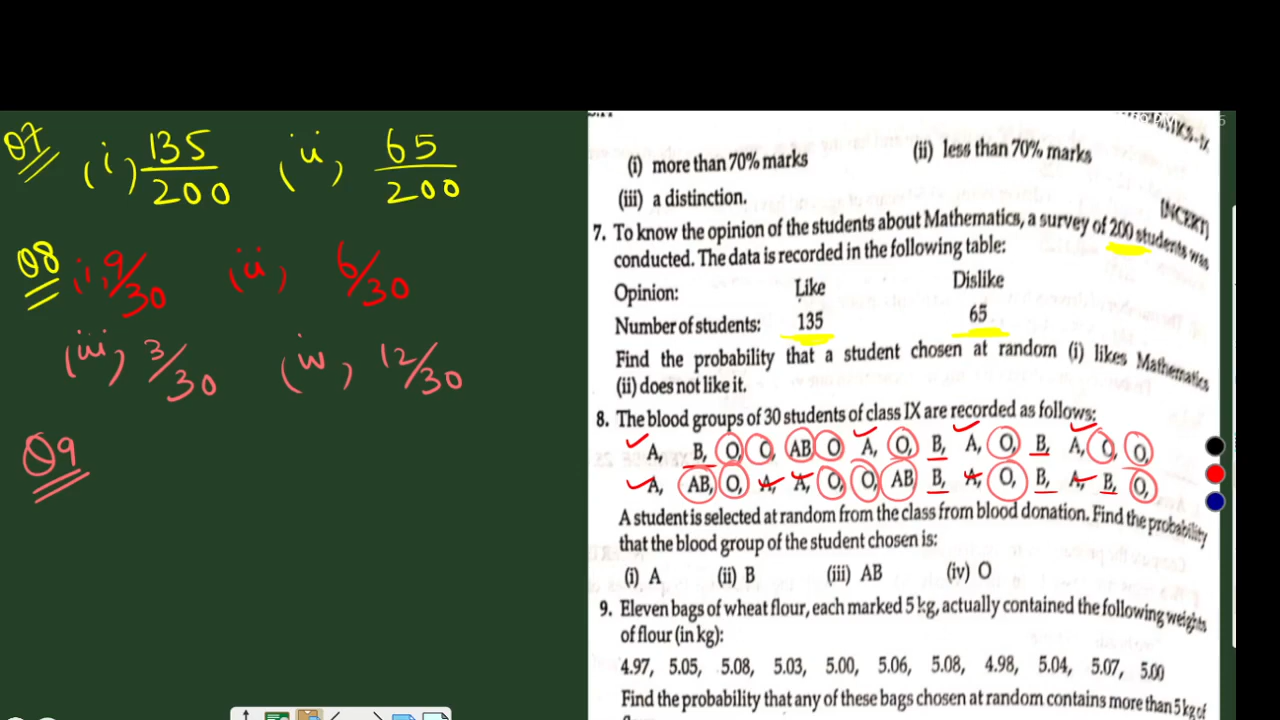 Q7 (i) 135/200 (ii) 65/200
Q8 (i) 9/30 (ii) 6/30
(iii) 3/30 (iv) 12/30
Q9
(i) more than 70% marks (ii) less than 70% marks
(iii) a distinction. [NCERT]
7. To know the opinion of the students about Mathematics, a survey of 200 students was
conducted. The data is recorded in the following table:
Opinion: Like Dislike
Number of students: 135 65
Find the probability that a student chosen at random (i) likes Mathematics
(ii) does not like it.
8. The blood groups of 30 students of class IX are recorded as follows:
A, B, O, O, AB, O A, O, B, A, O, B, A, O, O,
A, AB, O, A, A, O, O, AB B, A, O, B, A, B, O,
A student is selected at random from the class from blood donation. Find the probability
that the blood group of the student chosen is:
(i) A (ii) B (iii) AB (iv) O
9. Eleven bags of wheat flour, each marked 5 kg, actually contained the following weights
of flour (in kg):
4.97, 5.05, 5.08, 5.03, 5.00, 5.06, 5.08, 4.98, 5.04, 5.07, 5.00
Find the probability that any of these bags chosen at random contains more than 5 kg of